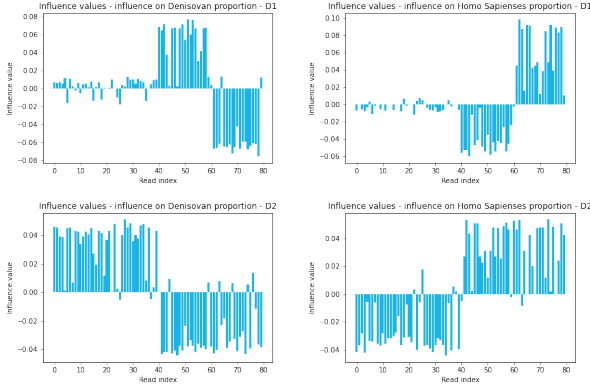 Influence values - influence on Denisovan proportion - D1
0.08
0.06
0.04
0.02
0.00
−0.02
−0.04
−0.06
−0.08
Influence value
0 10 20 30 40 50 60 70 80
Read index
Influence values - influence on Homo Sapienses proportion - D1
0.10
0.08
0.06
0.04
0.02
0.00
−0.02
−0.04
−0.06
Influence value
0 10 20 30 40 50 60 70 80
Read index
Influence values - influence on Denisovan proportion - D2
0.04
0.02
0.00
−0.02
−0.04
Influence value
0 10 20 30 40 50 60 70 80
Read index
Influence values - influence on Homo Sapienses proportion - D2
0.04
0.02
0.00
−0.02
−0.04
Influence value
0 10 20 30 40 50 60 70 80
Read index